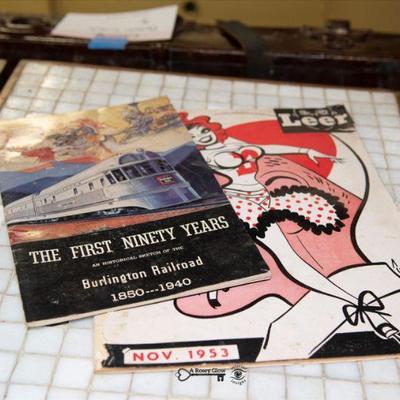 Leer
THE FIRST NINETY YEARS
AN HISTORICAL SKETCH OF THE
Burlington Railroad
1850---1940
NOV. 1953
A Rosey Glow